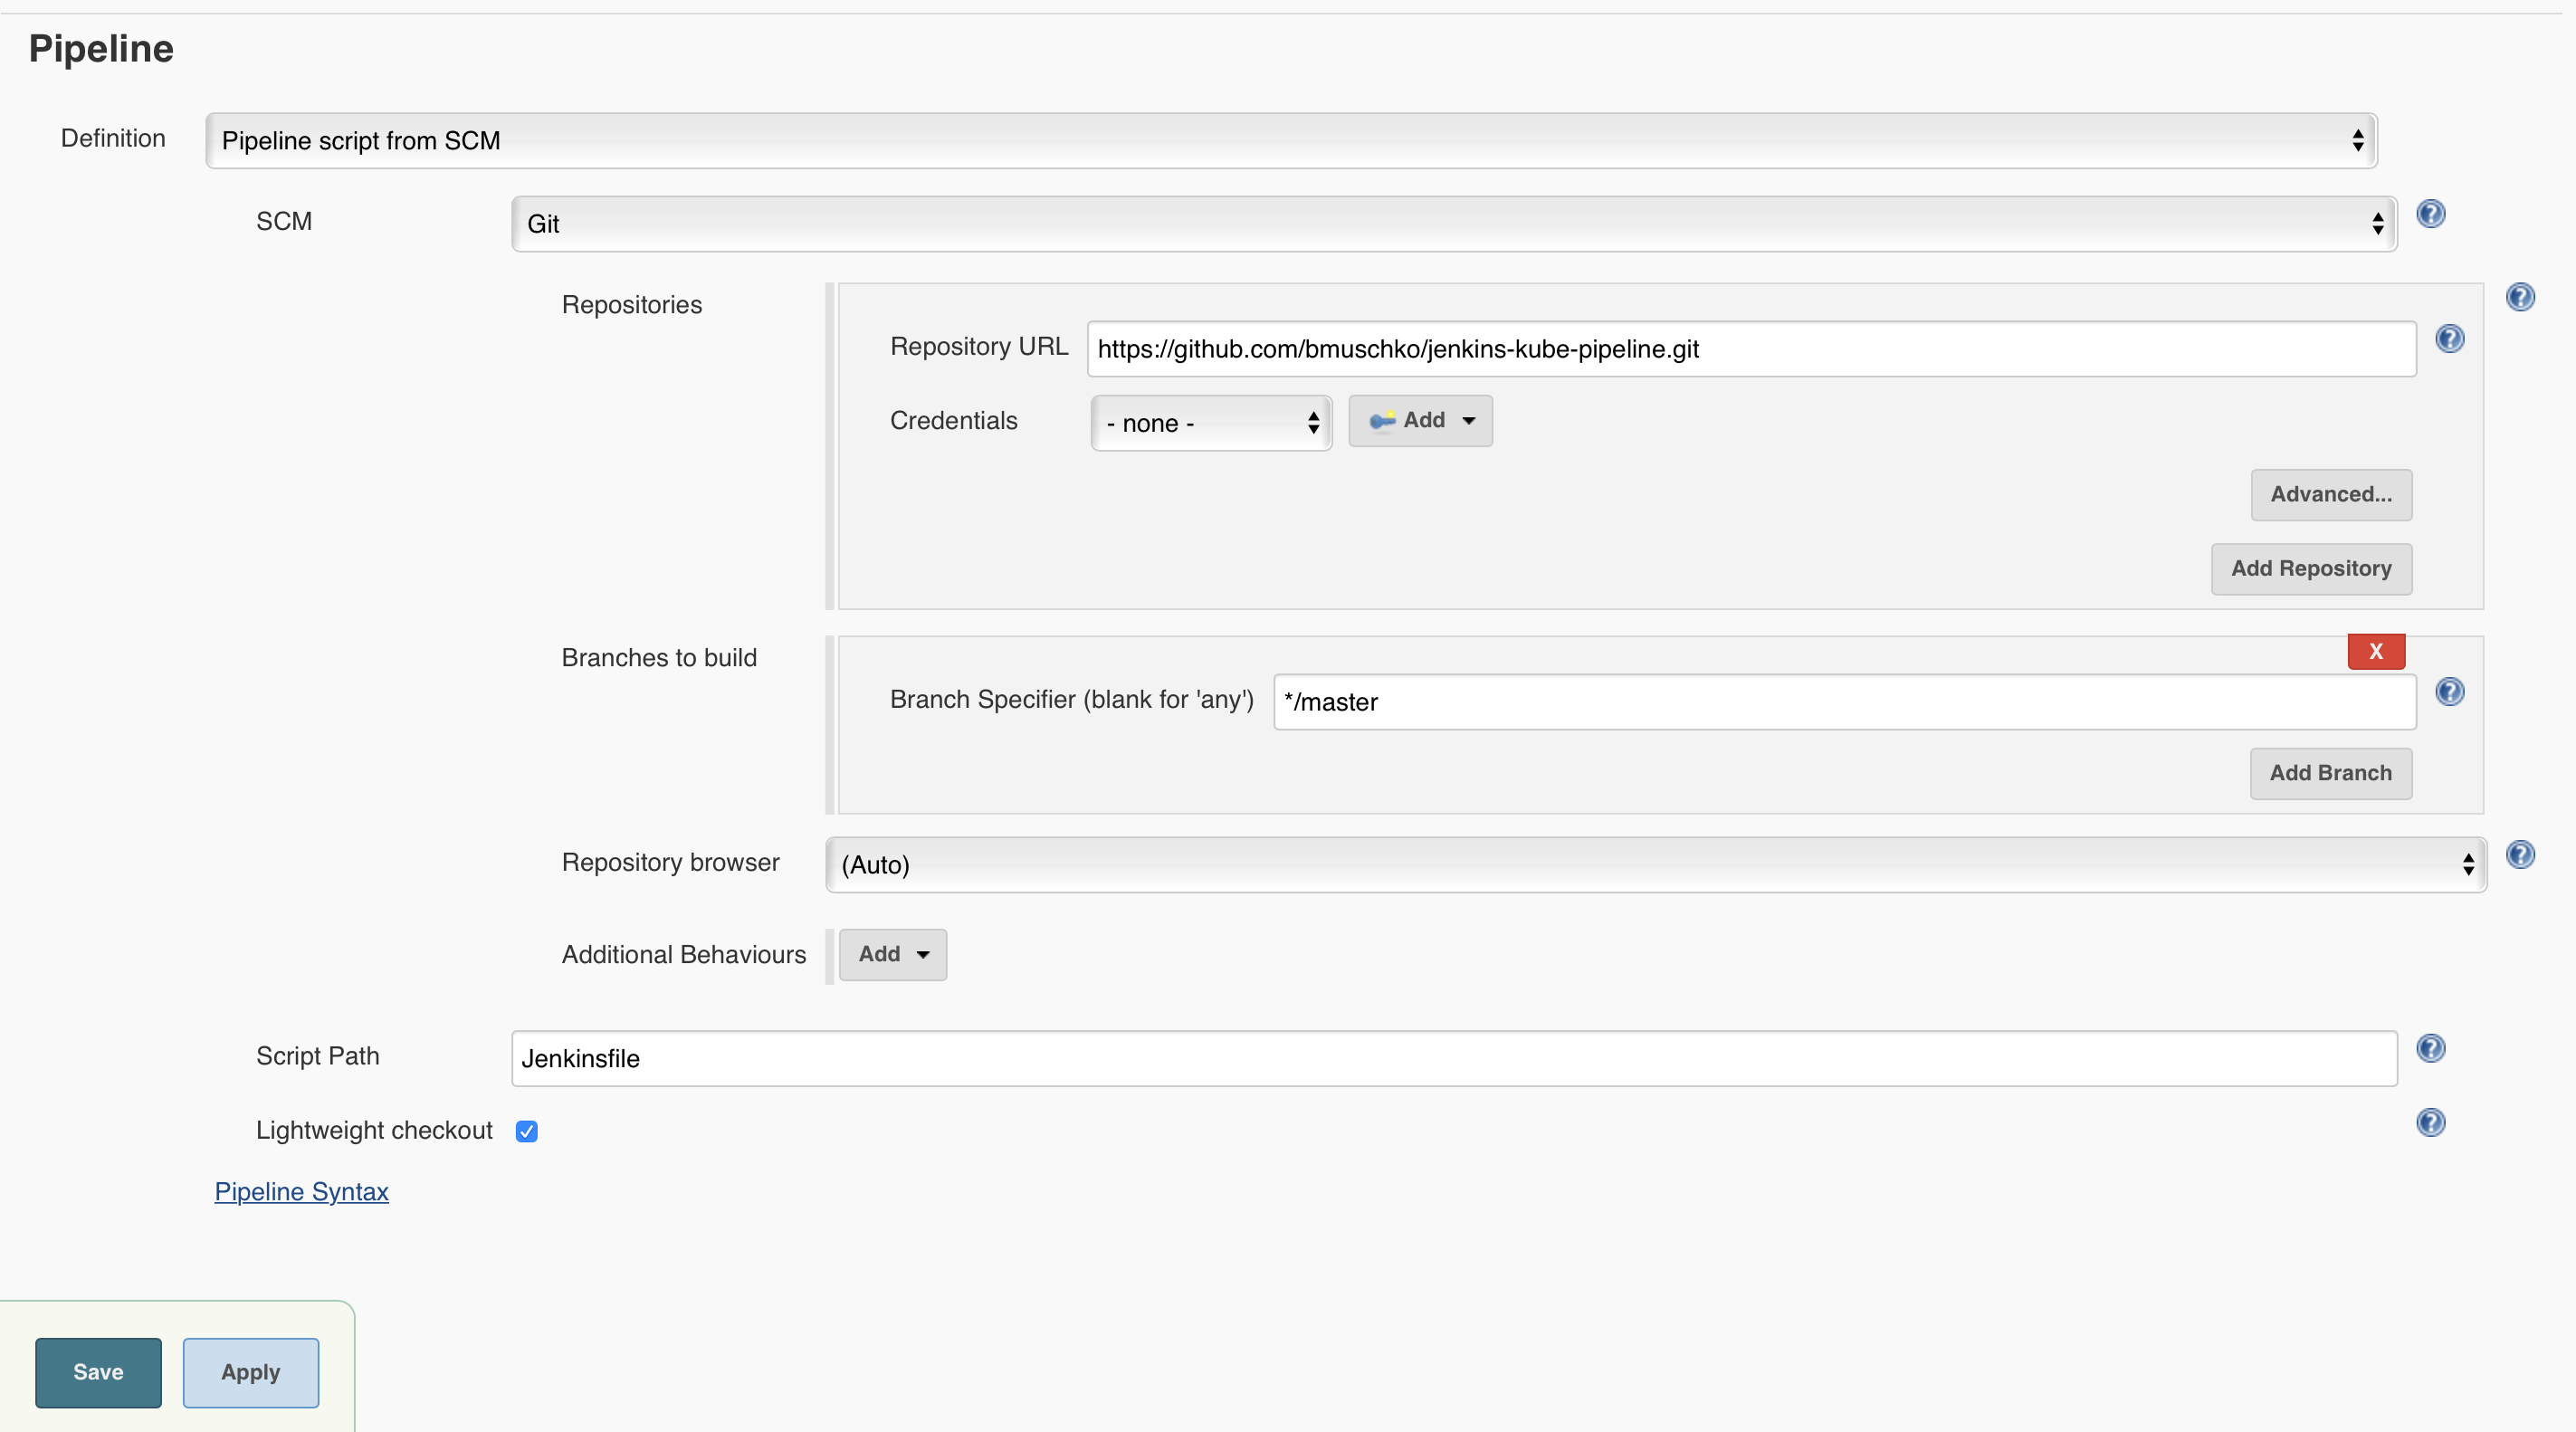 Pipeline
Definition Pipeline script from SCM
SCM Git
Repositories
Repository URL https://github.com/bmuschko/jenkins-kube-pipeline.git
Credentials - none - Add
Advanced...
Add Repository
Branches to build
X
Branch Specifier (blank for 'any') */master
Add Branch
Repository browser (Auto)
Additional Behaviours Add
Script Path Jenkinsfile
Lightweight checkout
Pipeline Syntax
Save Apply